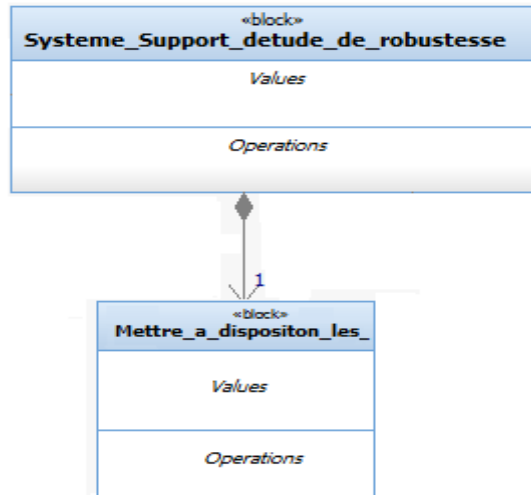 «block»
Systeme_Support_detude_de_robustesse
Values
Operations
1
«block»
Mettre_a_dispositon_les_
Values
Operations